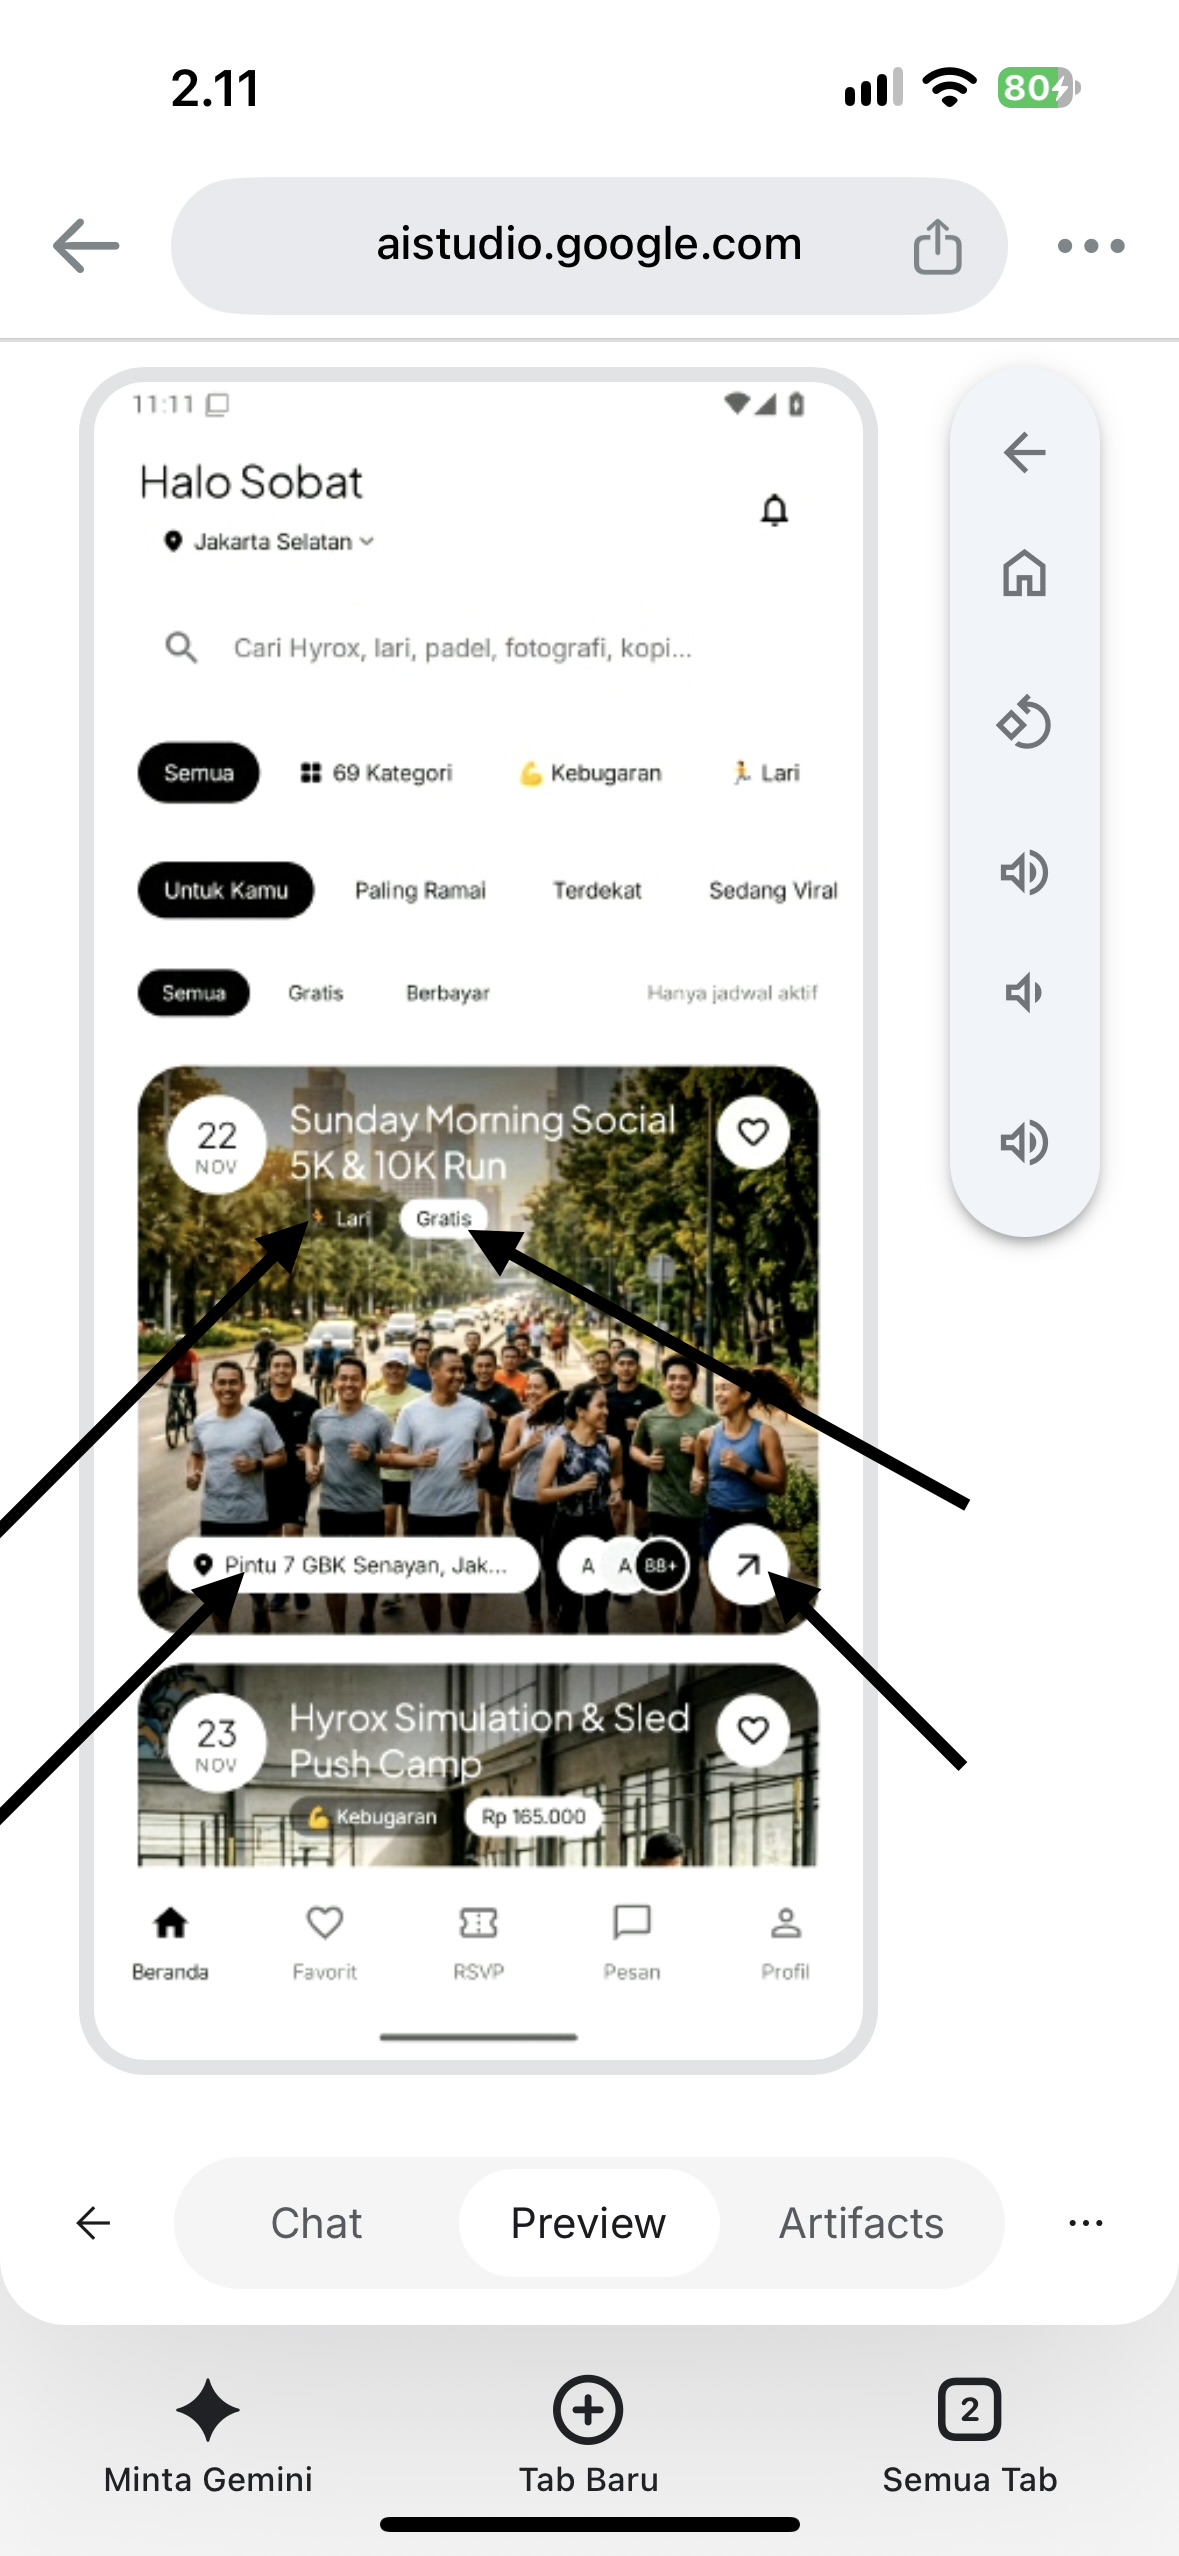 2.11
80
aistudio.google.com
11:11
Halo Sobat
Jakarta Selatan
Cari Hyrox, lari, padel, fotografi, kopi...
Semua 69 Kategori Kebugaran Lari
Untuk Kamu Paling Ramai Terdekat Sedang Viral
Semua Gratis Berbayar Hanya jadwal aktif
22
NOV
Sunday Morning Social
5K & 10K Run
Lari Gratis
Pintu 7 GBK Senayan, Jak...
A A 88+
23
NOV
Hyrox Simulation & Sled
Push Camp
Kebugaran Rp 165.000
Beranda Favorit RSVP Pesan Profil
Chat Preview Artifacts
2
Minta Gemini Tab Baru Semua Tab